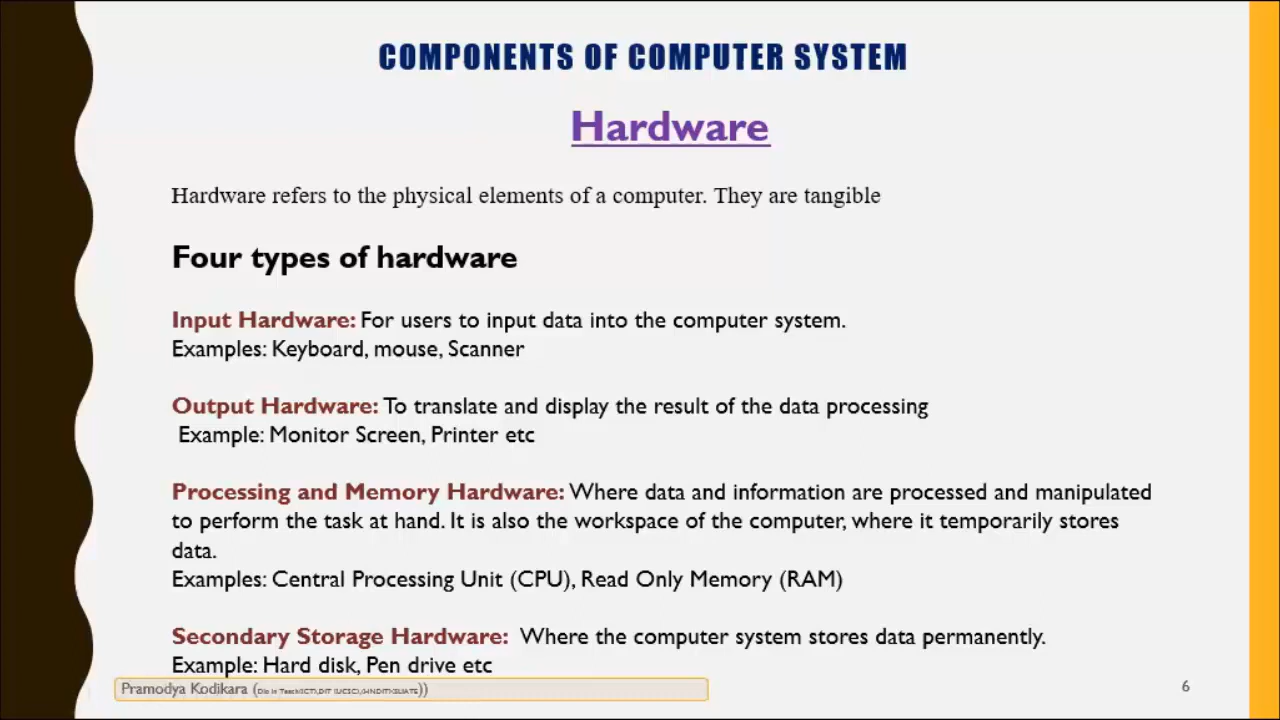 COMPONENTS OF COMPUTER SYSTEM
Hardware
Hardware refers to the physical elements of a computer. They are tangible
Four types of hardware
Input Hardware: For users to input data into the computer system.
Examples: Keyboard, mouse, Scanner
Output Hardware: To translate and display the result of the data processing
Example: Monitor Screen, Printer etc
Processing and Memory Hardware: Where data and information are processed and manipulated
to perform the task at hand. It is also the workspace of the computer, where it temporarily stores
data.
Examples: Central Processing Unit (CPU), Read Only Memory (RAM)
Secondary Storage Hardware: Where the computer system stores data permanently.
Example: Hard disk, Pen drive etc
Pramodya Kodikara
6